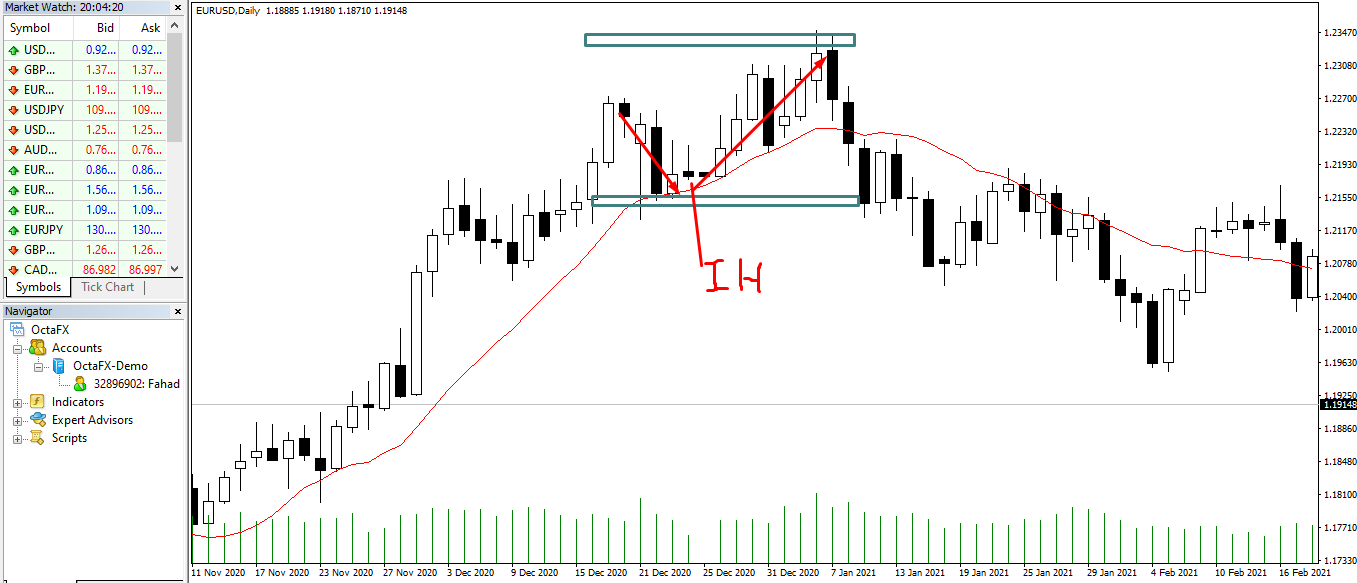 Market Watch: 20:04:20
Symbol Bid Ask
USD... 0.92... 0.92...
GBP... 1.37... 1.37...
EUR... 1.19... 1.19...
USDJPY 109.... 109....
USD... 1.25... 1.25...
AUD... 0.76... 0.76...
EUR... 0.86... 0.86...
EUR... 1.56... 1.56...
EUR... 1.09... 1.09...
EURJPY 130.... 130....
GBP... 1.26... 1.26...
CAD... 86.982 86.997
Symbols Tick Chart
Navigator
OctaFX
Accounts
OctaFX-Demo
32896902: Fahad
Indicators
Expert Advisors
Scripts
EURUSD,Daily 1.18885 1.19180 1.18710 1.19148
IH
1.23470
1.23080
1.22700
1.22320
1.21930
1.21550
1.21170
1.20780
1.20400
1.20010
1.19630
1.19250
1.19148
1.18860
1.18480
1.18100
1.17710
1.17330
11 Nov 2020 17 Nov 2020 23 Nov 2020 27 Nov 2020 3 Dec 2020 9 Dec 2020 15 Dec 2020 21 Dec 2020 25 Dec 2020 31 Dec 2020 7 Jan 2021 13 Jan 2021 19 Jan 2021 25 Jan 2021 29 Jan 2021 4 Feb 2021 10 Feb 2021 16 Feb 2021